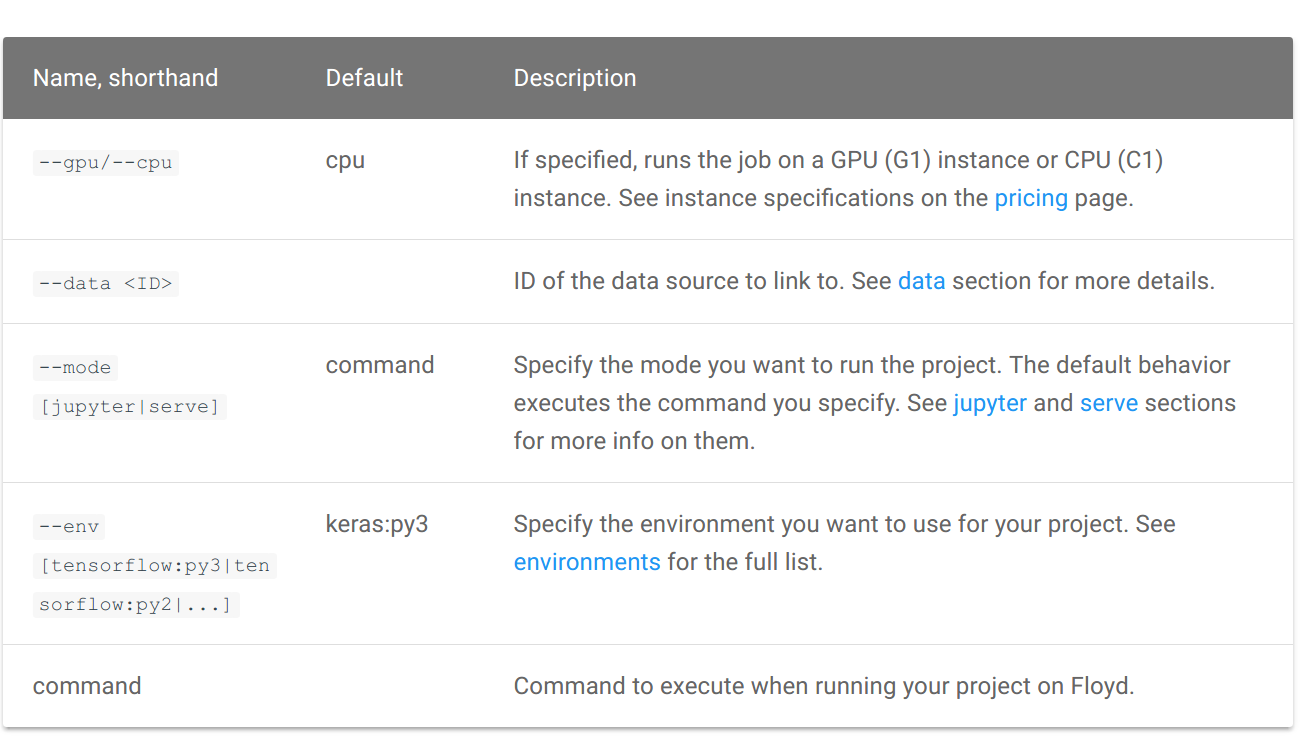 Name, shorthand Default Description
--gpu/--cpu cpu If specified, runs the job on a GPU (G1) instance or CPU (C1)
instance. See instance specifications on the pricing page.
--data <ID> ID of the data source to link to. See data section for more details.
--mode command Specify the mode you want to run the project. The default behavior
[jupyter|serve] executes the command you specify. See jupyter and serve sections
for more info on them.
--env keras:py3 Specify the environment you want to use for your project. See
[tensorflow:py3|ten environments for the full list.
sorflow:py2|...]
command Command to execute when running your project on Floyd.